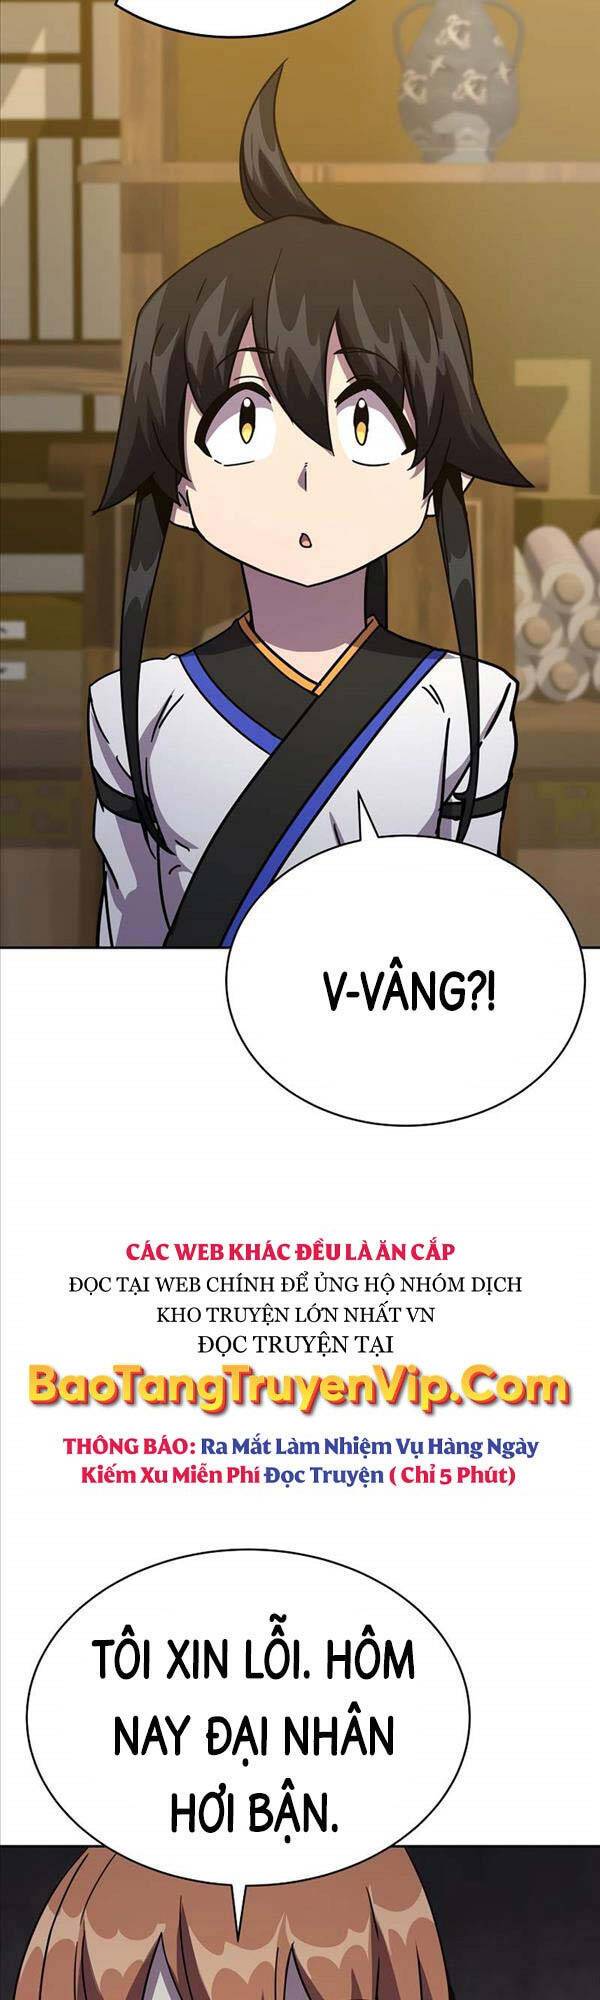 V-VÂNG?!
CÁC WEB KHÁC ĐỀU LÀ ĂN CẮP
ĐỌC TẠI WEB CHÍNH ĐỂ ỦNG HỘ NHÓM DỊCH
KHO TRUYỆN LỚN NHẤT VN
ĐỌC TRUYỆN TẠI
BaoTangTruyenVip.Com
THÔNG BÁO: Ra Mắt Làm Nhiệm Vụ Hàng Ngày
Kiếm Xu Miễn Phí Đọc Truyện ( Chỉ 5 Phút)
TÔI XIN LỖI. HÔM
NAY ĐẠI NHÂN
HƠI BẬN.